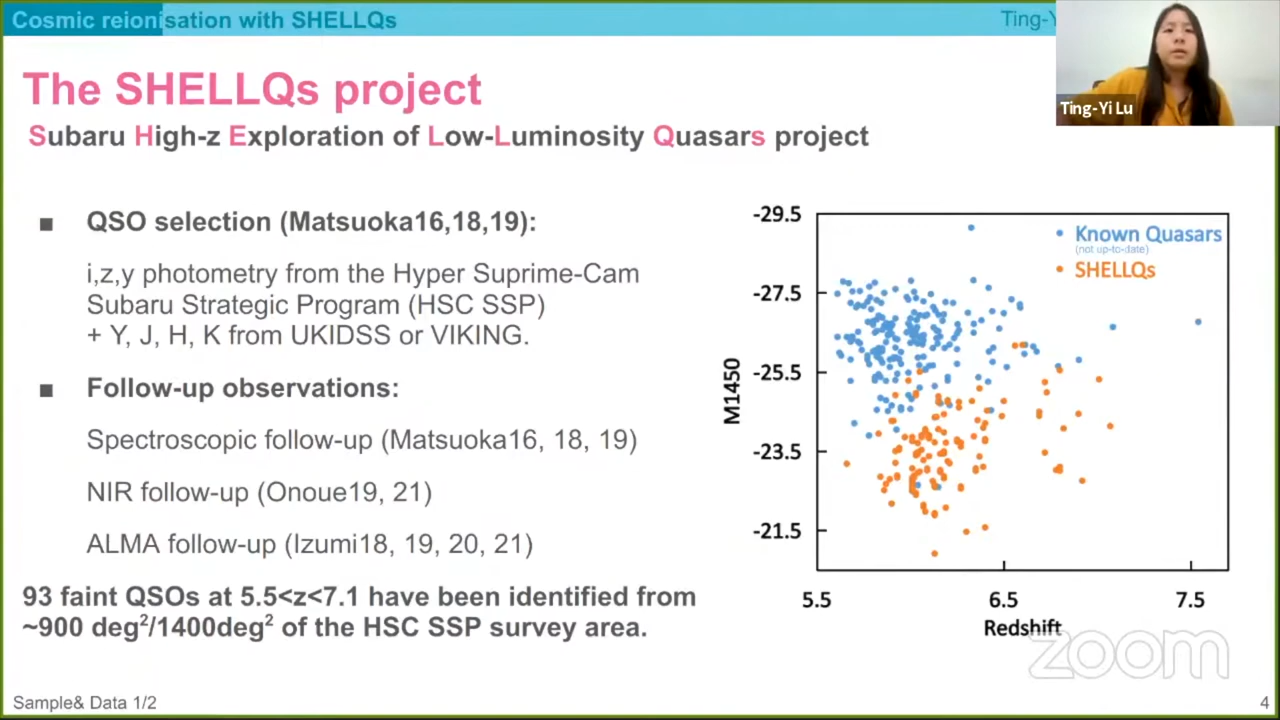 Cosmic reionisation with SHELLQs
Ting-Y
Ting-Yi Lu
The SHELLQs project
Subaru High-z Exploration of Low-Luminosity Quasars project
■ QSO selection (Matsuoka16,18,19):
i,z,y photometry from the Hyper Suprime-Cam
Subaru Strategic Program (HSC SSP)
+ Y, J, H, K from UKIDSS or VIKING.
■ Follow-up observations:
Spectroscopic follow-up (Matsuoka16, 18, 19)
NIR follow-up (Onoue19, 21)
ALMA follow-up (Izumi18, 19, 20, 21)
93 faint QSOs at 5.5<z<7.1 have been identified from
~900 deg²/1400deg² of the HSC SSP survey area.
-29.5
-27.5
-25.5
-23.5
-21.5
M1450
Known Quasars
(not up-to-date)
SHELLQs
5.5 6.5 7.5
Redshift
zoom
Sample& Data 1/2
4